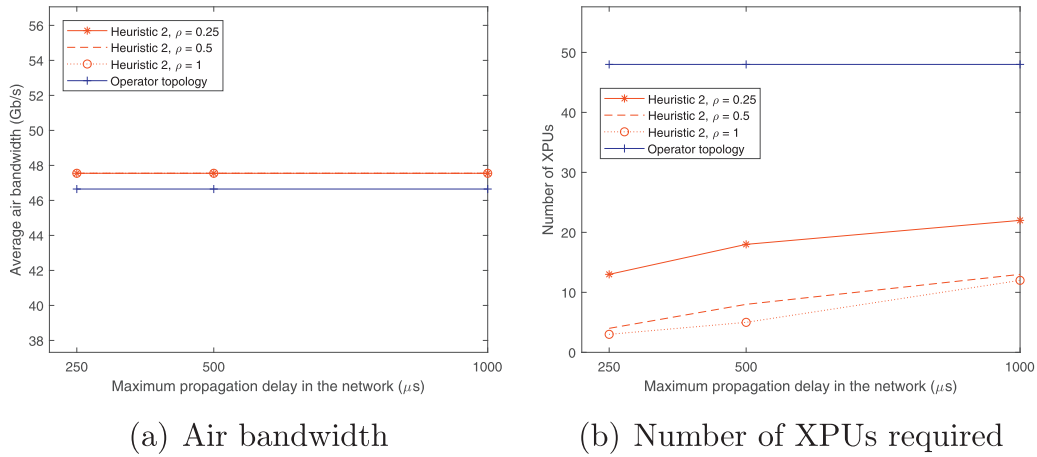 Average air bandwidth (Gb/s)
56
54
52
50
48
46
44
42
40
38
Heuristic 2, ρ = 0.25
Heuristic 2, ρ = 0.5
Heuristic 2, ρ = 1
Operator topology
250
500
1000
Maximum propagation delay in the network (μs)
(a) Air bandwidth
Number of XPUs
50
40
30
20
10
0
Heuristic 2, ρ = 0.25
Heuristic 2, ρ = 0.5
Heuristic 2, ρ = 1
Operator topology
250
500
1000
Maximum propagation delay in the network (μs)
(b) Number of XPUs required